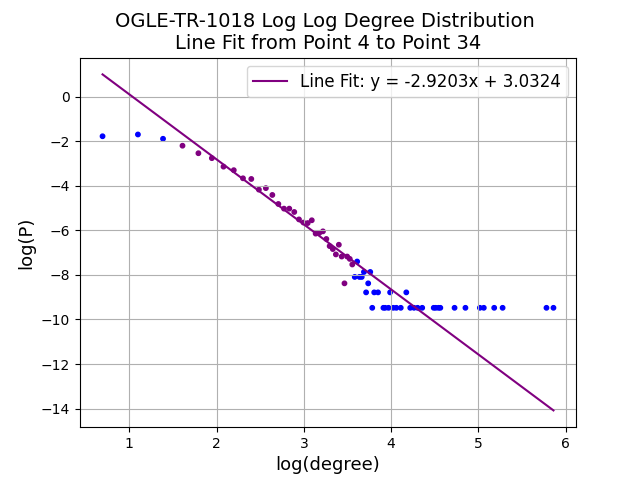 OGLE-TR-1018 Log Log Degree Distribution
Line Fit from Point 4 to Point 34
Line Fit: y = -2.9203x + 3.0324
0
−2
−4
−6
−8
−10
−12
−14
log(P)
1 2 3 4 5 6
log(degree)